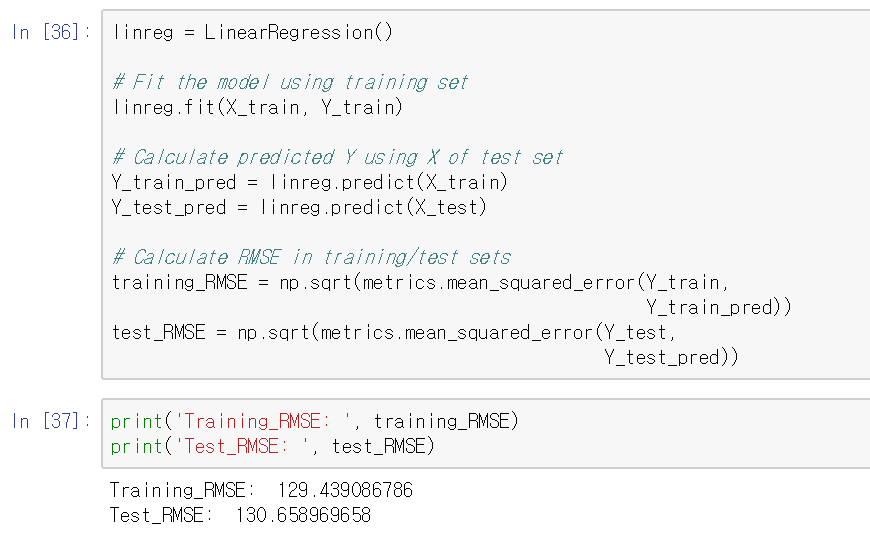 In [36]: linreg = LinearRegression()
# Fit the model using training set
linreg.fit(X_train, Y_train)
# Calculate predicted Y using X of test set
Y_train_pred = linreg.predict(X_train)
Y_test_pred = linreg.predict(X_test)
# Calculate RMSE in training/test sets
training_RMSE = np.sqrt(metrics.mean_squared_error(Y_train,
Y_train_pred))
test_RMSE = np.sqrt(metrics.mean_squared_error(Y_test,
Y_test_pred))
In [37]: print('Training_RMSE: ', training_RMSE)
print('Test_RMSE: ', test_RMSE)
Training_RMSE:  129.439086786
Test_RMSE:  130.658969658